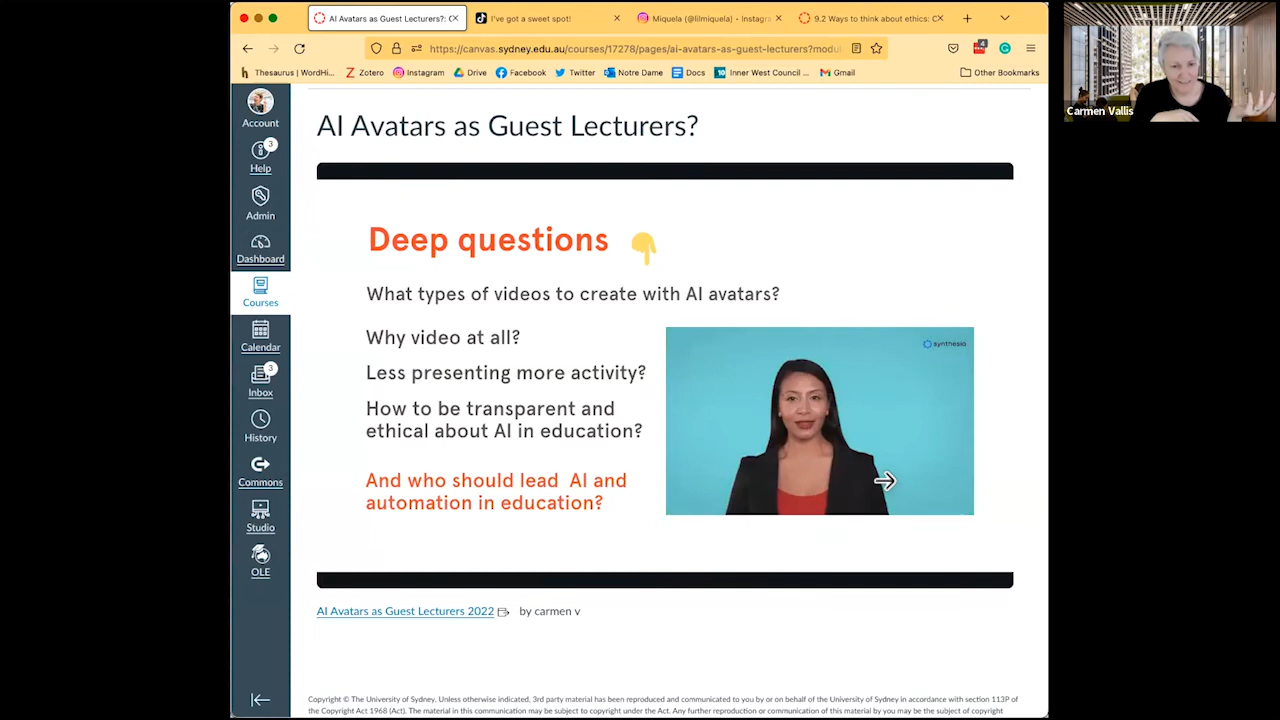 AI Avatars as Guest Lecturers?: C
I've got a sweet spot!
Miquela (@lilmiquela) • Instagra
9.2 Ways to think about ethics: C
https://canvas.sydney.edu.au/courses/17278/pages/ai-avatars-as-guest-lecturers?modul
4
Thesaurus | WordHi...
Zotero
Instagram
Drive
Facebook
Twitter
Notre Dame
Docs
10
Inner West Council ...
Gmail
Other Bookmarks
Carmen Vallis
Account
3
Help
Admin
Dashboard
Courses
Calendar
3
Inbox
History
Commons
Studio
OLE
AI Avatars as Guest Lecturers?
Deep questions
What types of videos to create with AI avatars?
Why video at all?
Less presenting more activity?
How to be transparent and
ethical about AI in education?
And who should lead AI and
automation in education?
synthesia
AI Avatars as Guest Lecturers 2022 by carmen v
Copyright © The University of Sydney. Unless otherwise indicated, 3rd party material has been reproduced and communicated to you by or on behalf of the University of Sydney in accordance with section 113P of
the Copyright Act 1968 (Act). The material in this communication may be subject to copyright under the Act. Any further reproduction or communication of this material by you may be the subject of copyright